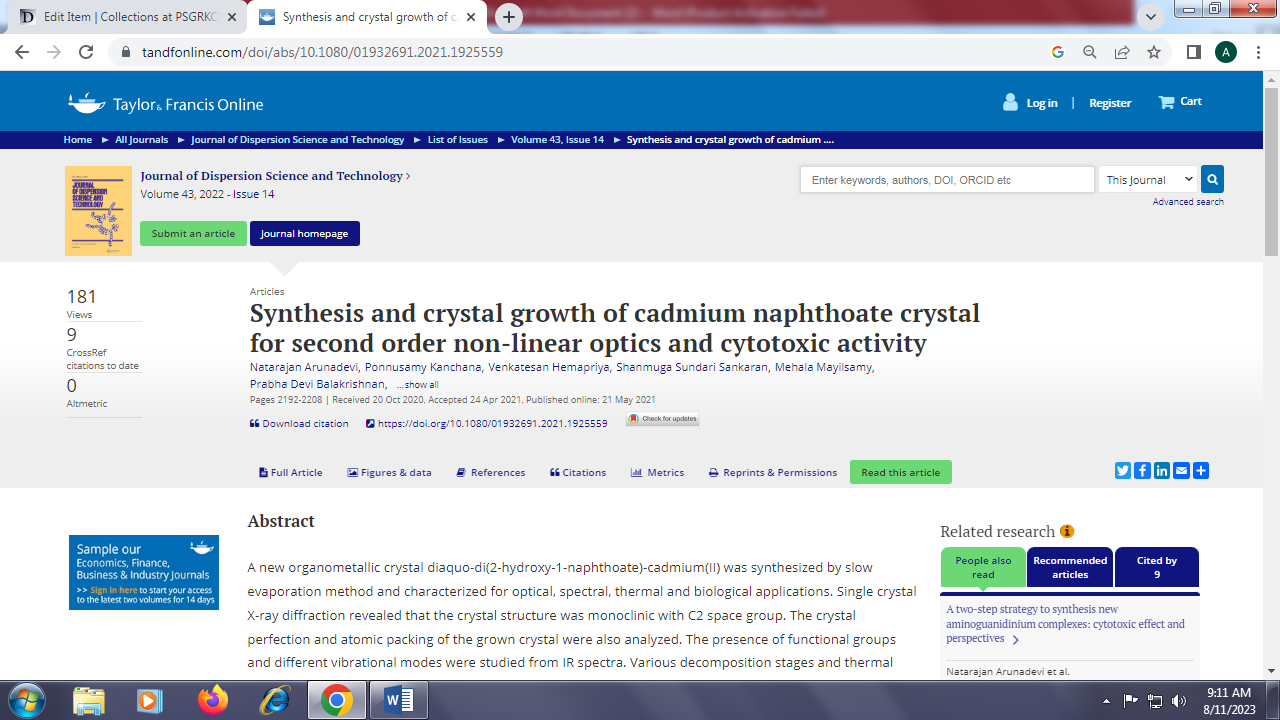 Edit Item | Collections at PSGRKC
Synthesis and crystal growth of c
tandfonline.com/doi/abs/10.1080/01932691.2021.1925559
A
Taylor & Francis Online
Log in | Register
Cart
Home ► All Journals ► Journal of Dispersion Science and Technology ► List of Issues ► Volume 43, Issue 14 ► Synthesis and crystal growth of cadmium ....
JOURNAL OF DISPERSION SCIENCE AND TECHNOLOGY
Journal of Dispersion Science and Technology >
Volume 43, 2022 - Issue 14
Enter keywords, authors, DOI, ORCID etc
This Journal
Advanced search
Submit an article
Journal homepage
181
Views
9
CrossRef
citations to date
0
Altmetric
Articles
Synthesis and crystal growth of cadmium naphthoate crystal
for second order non-linear optics and cytotoxic activity
Natarajan Arunadevi, Ponnusamy Kanchana, Venkatesan Hemapriya, Shanmuga Sundari Sankaran, Mehala Mayilsamy,
Prabha Devi Balakrishnan, ...show all
Pages 2192-2208 | Received 20 Oct 2020, Accepted 24 Apr 2021, Published online: 21 May 2021
Download citation
https://doi.org/10.1080/01932691.2021.1925559
Check for updates
Full Article
Figures & data
References
Citations
Metrics
Reprints & Permissions
Read this article
Sample our
Economics, Finance,
Business & Industry Journals
>> Sign in here to start your access
to the latest two volumes for 14 days
Abstract
A new organometallic crystal diaquo-di(2-hydroxy-1-naphthoate)-cadmium(II) was synthesized by slow
evaporation method and characterized for optical, spectral, thermal and biological applications. Single crystal
X-ray diffraction revealed that the crystal structure was monoclinic with C2 space group. The crystal
perfection and atomic packing of the grown crystal were also analyzed. The presence of functional groups
and different vibrational modes were studied from IR spectra. Various decomposition stages and thermal
Related research
People also
read
Recommended
articles
Cited by
9
A two-step strategy to synthesis new
aminoguanidinium complexes: cytotoxic effect and
perspectives >
Natarajan Arunadevi et al.
9:11 AM
8/11/2023